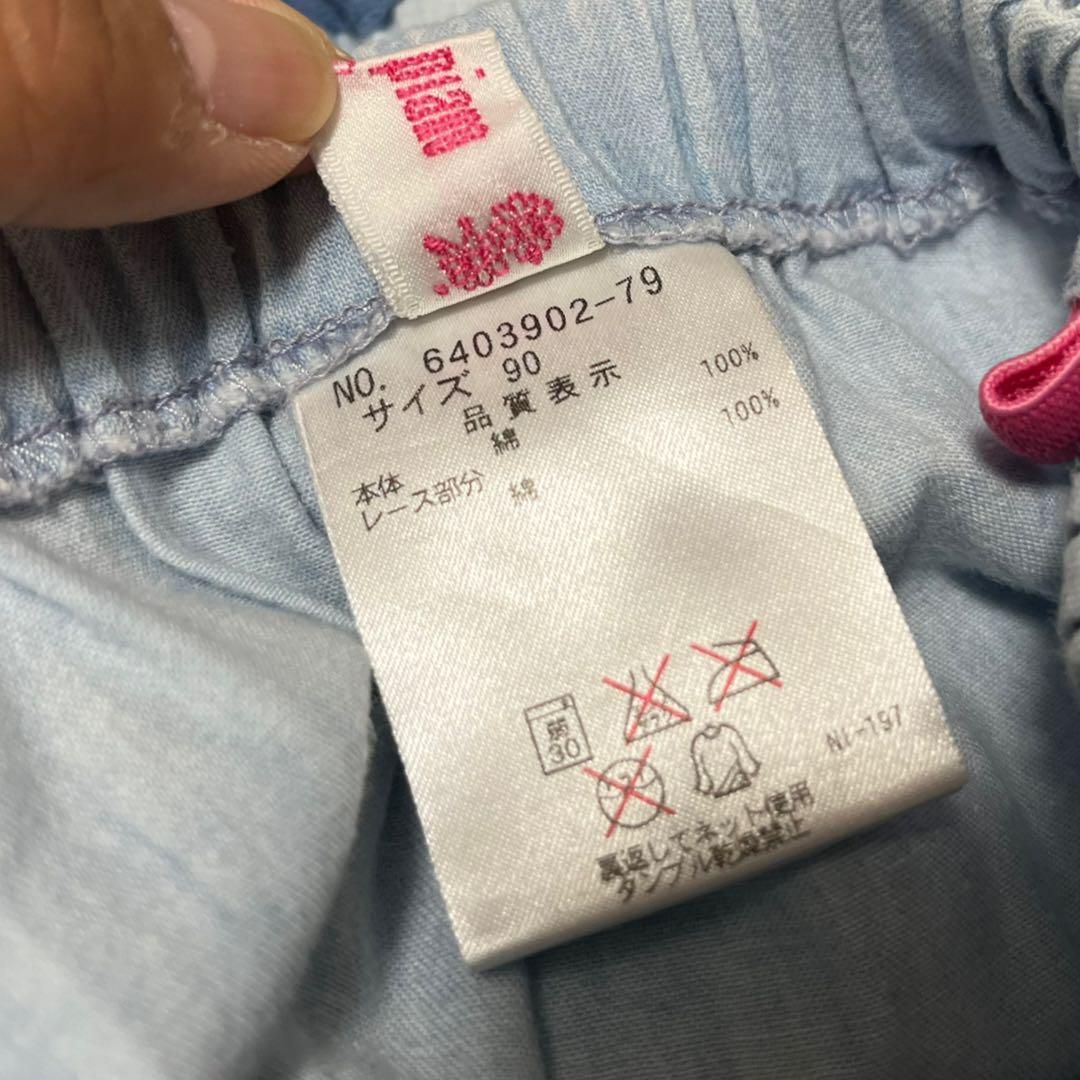 NO. 6403902-79
サイズ 90
品質表示
本体 綿 100%
レース部分 綿 100%
弱
30
NI-197
裏返してネット使用
タンブル乾燥禁止